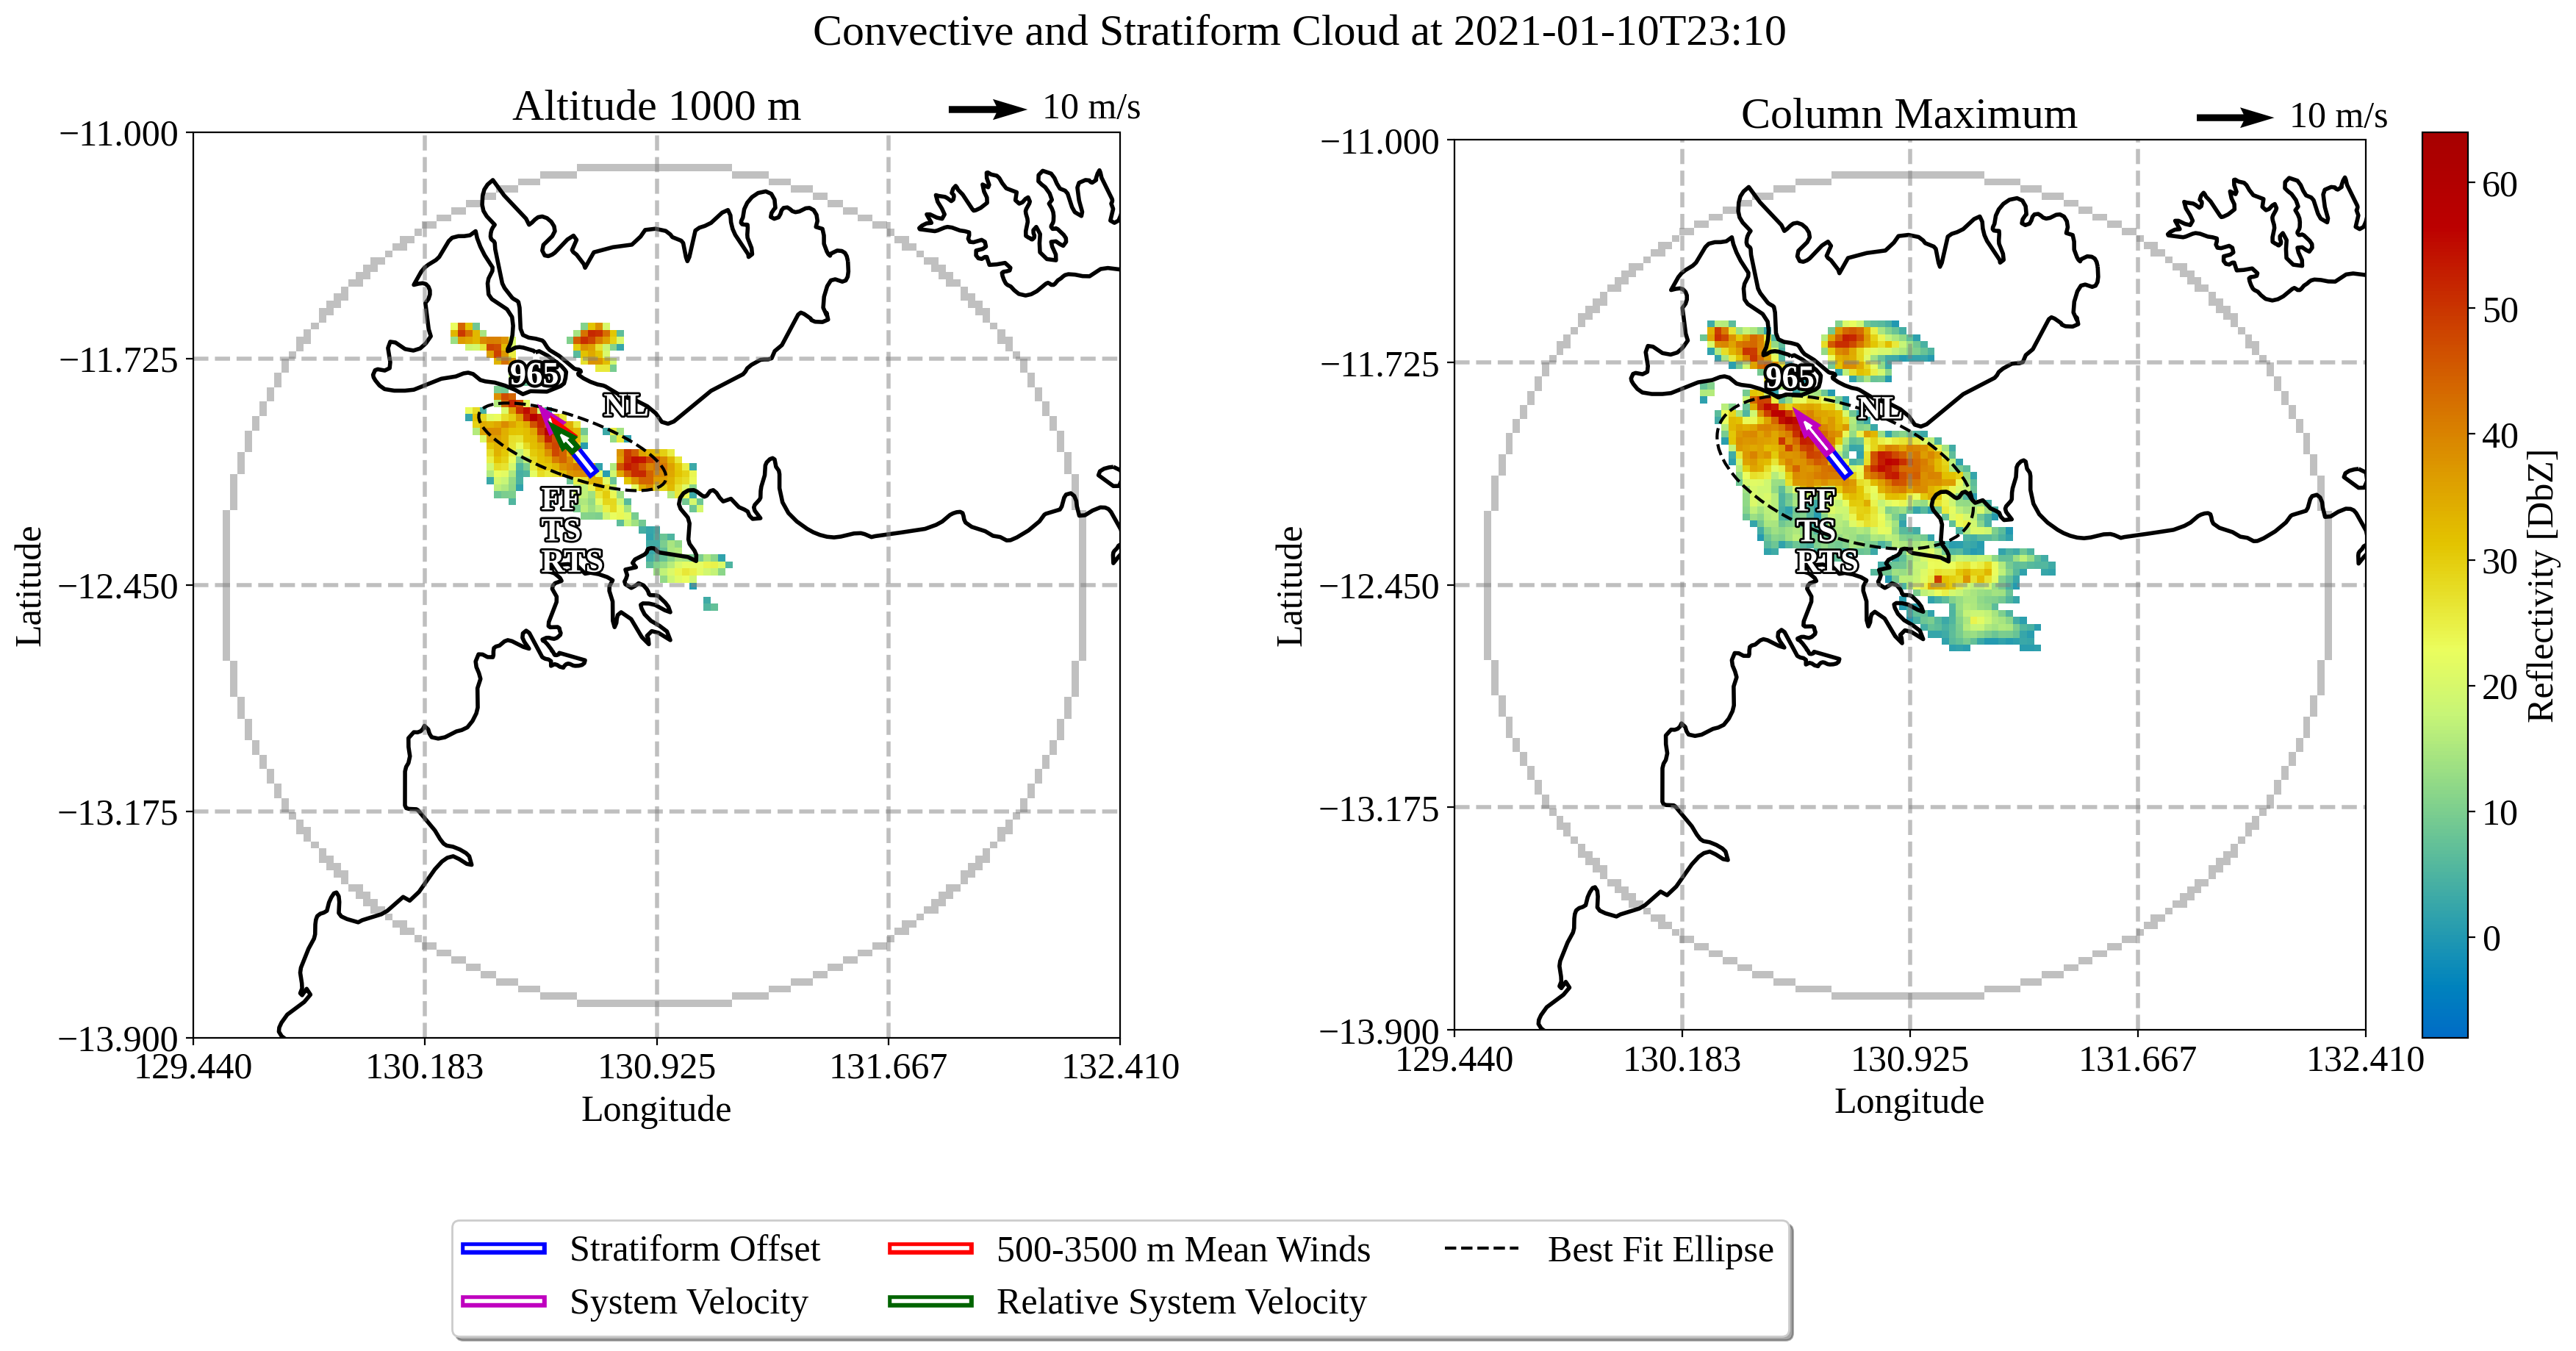 Convective and Stratiform Cloud at 2021-01-10T23:10
Altitude 1000 m
10 m/s
−11.000
−11.725
−12.450
−13.175
−13.900
Latitude
129.440
130.183
130.925
131.667
132.410
Longitude
965
NL
FF
TS
RTS
Column Maximum
10 m/s
−11.000
−11.725
−12.450
−13.175
−13.900
Latitude
129.440
130.183
130.925
131.667
132.410
Longitude
965
NL
FF
TS
RTS
60
50
40
30
20
10
0
Reflectivity [DbZ]
Stratiform Offset
System Velocity
500-3500 m Mean Winds
Relative System Velocity
Best Fit Ellipse